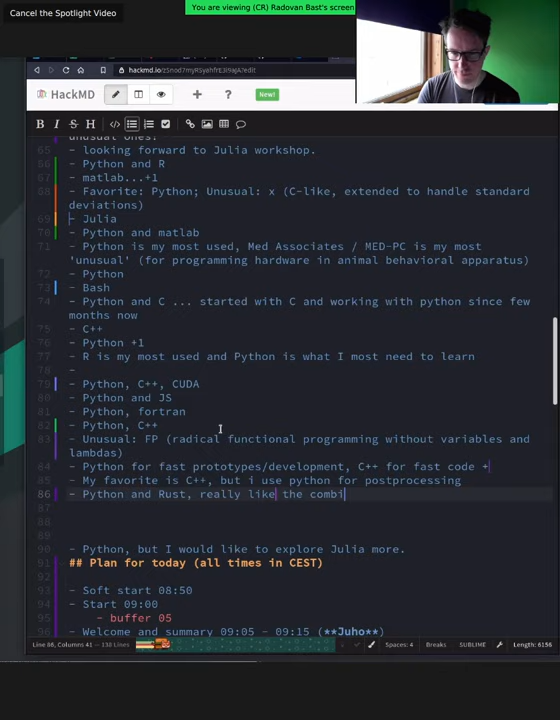 Cancel the Spotlight Video
You are viewing (CR) Radovan Bast's screen
HackMD
New!
B I S H
unusual ones?
65 - looking forward to Julia workshop.
66 - Python and R
67 - matlab...+1
68 - Favorite: Python; Unusual: x (C-like, extended to handle standard
deviations)
69 - Julia
70 - Python and matlab
71 - Python is my most used, Med Associates / MED-PC is my most
'unusual' (for programming hardware in animal behavioral apparatus)
72 - Python
73 - Bash
74 - Python and C ... started with C and working with python since few
months now
75 - C++
76 - Python +1
77 - R is my most used and Python is what I most need to learn
78 -
79 - Python, C++, CUDA
80 - Python and JS
81 - Python, fortran
82 - Python, C++
83 - Unusual: FP (radical functional programming without variables and
lambdas)
84 - Python for fast prototypes/development, C++ for fast code +
85 - My favorite is C++, but i use python for postprocessing
86 - Python and Rust, really like the combi
87
88
89
90 - Python, but I would like to explore Julia more.
91 ## Plan for today (all times in CEST)
92
93 - Soft start 08:50
94 - Start 09:00
95 - buffer 05
96 - Welcome and summary 09:05 - 09:15 (**Juho**)
Line 86, Columns 41 — 138 Lines
Spaces: 4
Breaks
SUBLIME
Length: 6156